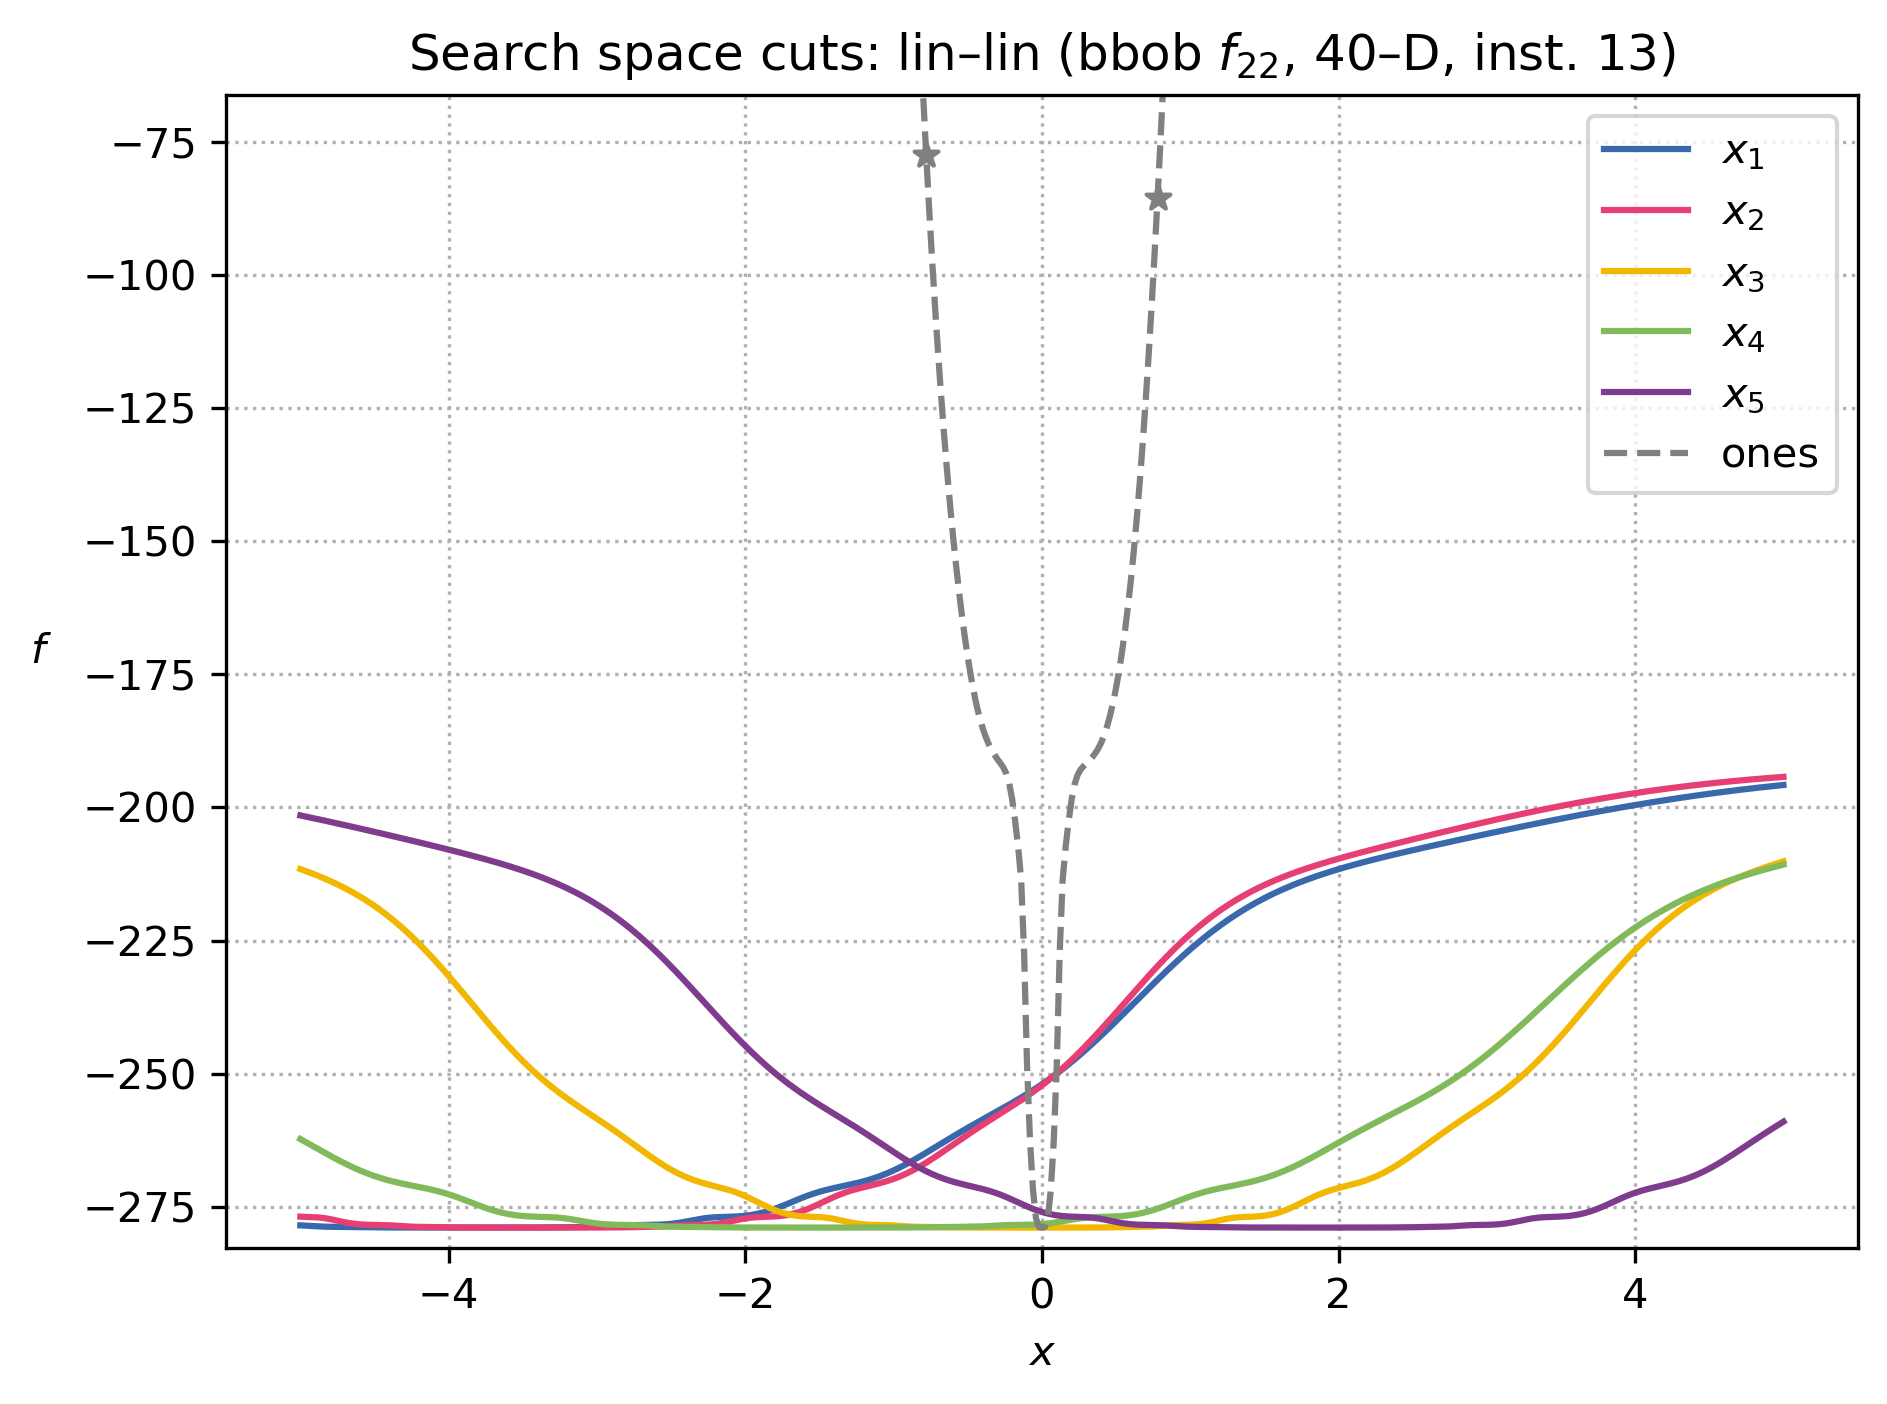 Search space cuts: lin–lin (bbob f₂₂, 40–D, inst. 13)
−75
−100
−125
−150
−175
−200
−225
−250
−275
f
−4
−2
0
2
4
x
x₁
x₂
x₃
x₄
x₅
ones